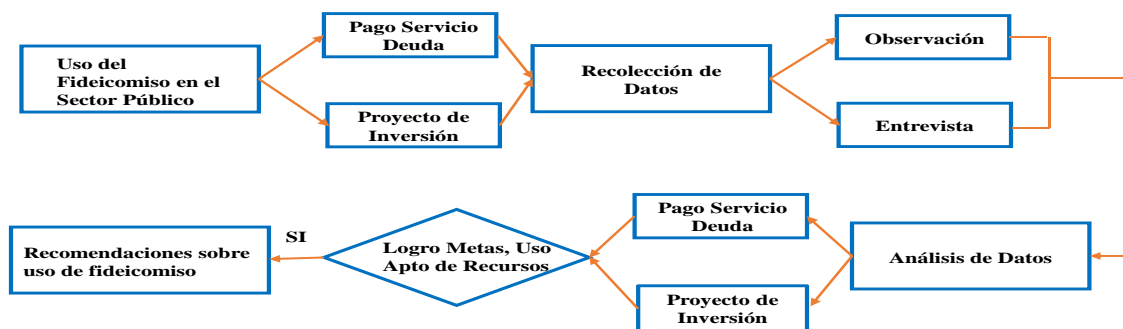 Uso del
Fideicomiso en el
Sector Público
Pago Servicio
Deuda
Proyecto de
Inversión
Recolección de
Datos
Observación
Entrevista
Recomendaciones sobre
uso de fideicomiso
SI
Logro Metas, Uso
Apto de Recursos
Pago Servicio
Deuda
Proyecto de
Inversión
Análisis de Datos